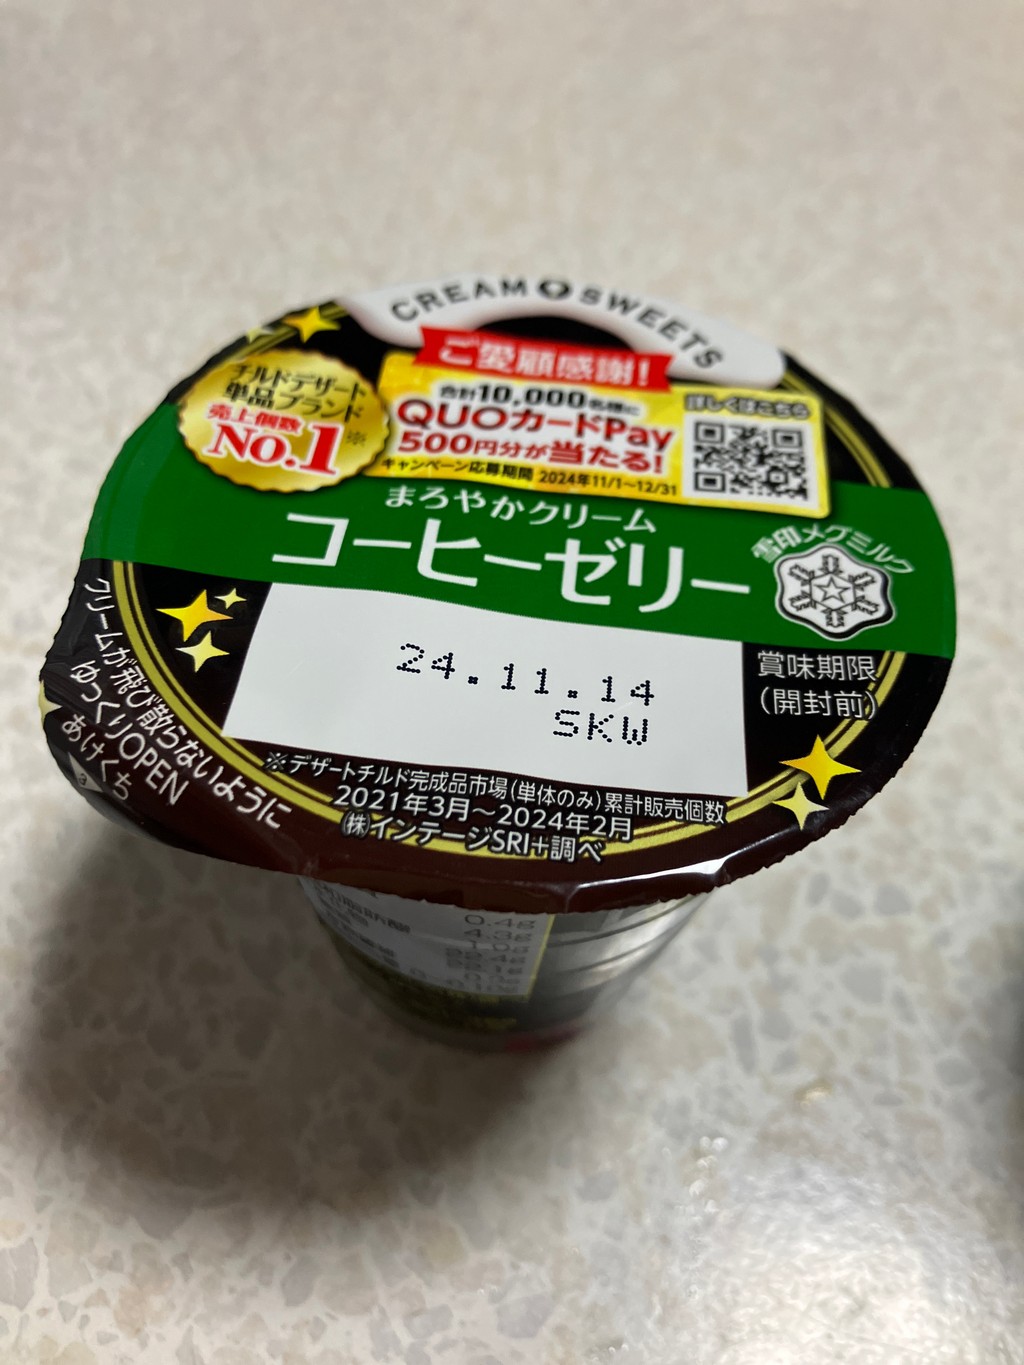 CREAM SWEETS
ご愛顧感謝!
チルドデザート
単品ブランド
売上個数
No.1※
合計10,000名様に
QUOカードPay
500円分が当たる!
キャンペーン応募期間 2024年11/1〜12/31
詳しくはこちら
まろやかクリーム
コーヒーゼリー
雪印メグミルク
24.11.14
SKW
賞味期限
(開封前)
クリームが飛び散らないように
ゆっくりOPEN
あけくち
※デザートチルド完成品市場(単体のみ)累計販売個数
2021年3月〜2024年2月
㈱インテージSRI+調べ
0.4g
4.3g